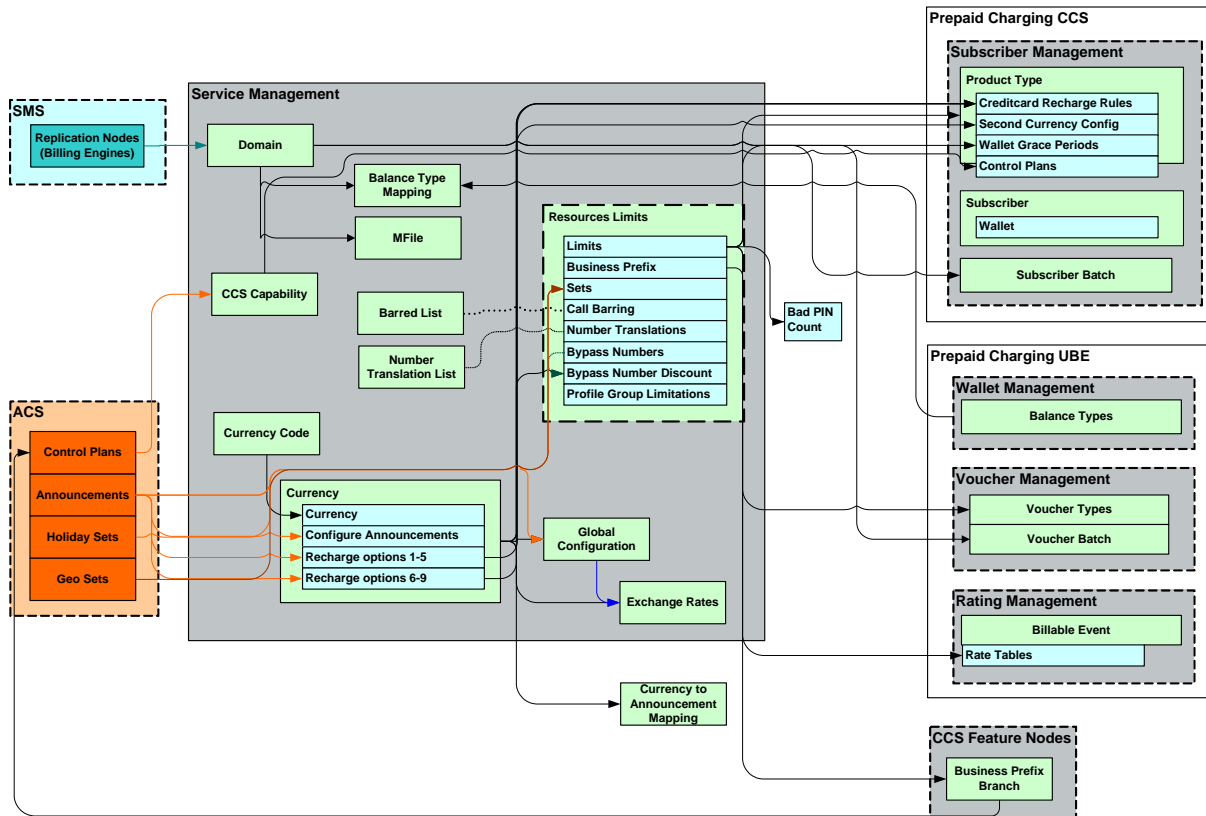 Prepaid Charging CCS
Subscriber Management
Product Type
Creditcard Recharge Rules
Second Currency Config
Wallet Grace Periods
Control Plans
Subscriber
Wallet
Subscriber Batch
SMS
Replication Nodes
(Billing Engines)
Service Management
Domain
Balance Type
Mapping
MFile
CCS Capability
Barred List
Number
Translation List
Resources Limits
Limits
Business Prefix
Sets
Call Barring
Number Translations
Bypass Numbers
Bypass Number Discount
Profile Group Limitations
Bad PIN
Count
Prepaid Charging UBE
Wallet Management
Balance Types
Voucher Management
Voucher Types
Voucher Batch
Rating Management
Billable Event
Rate Tables
ACS
Control Plans
Announcements
Holiday Sets
Geo Sets
Currency Code
Currency
Currency
Configure Announcements
Recharge options 1-5
Recharge options 6-9
Global
Configuration
Exchange Rates
Currency to
Announcement
Mapping
CCS Feature Nodes
Business Prefix
Branch